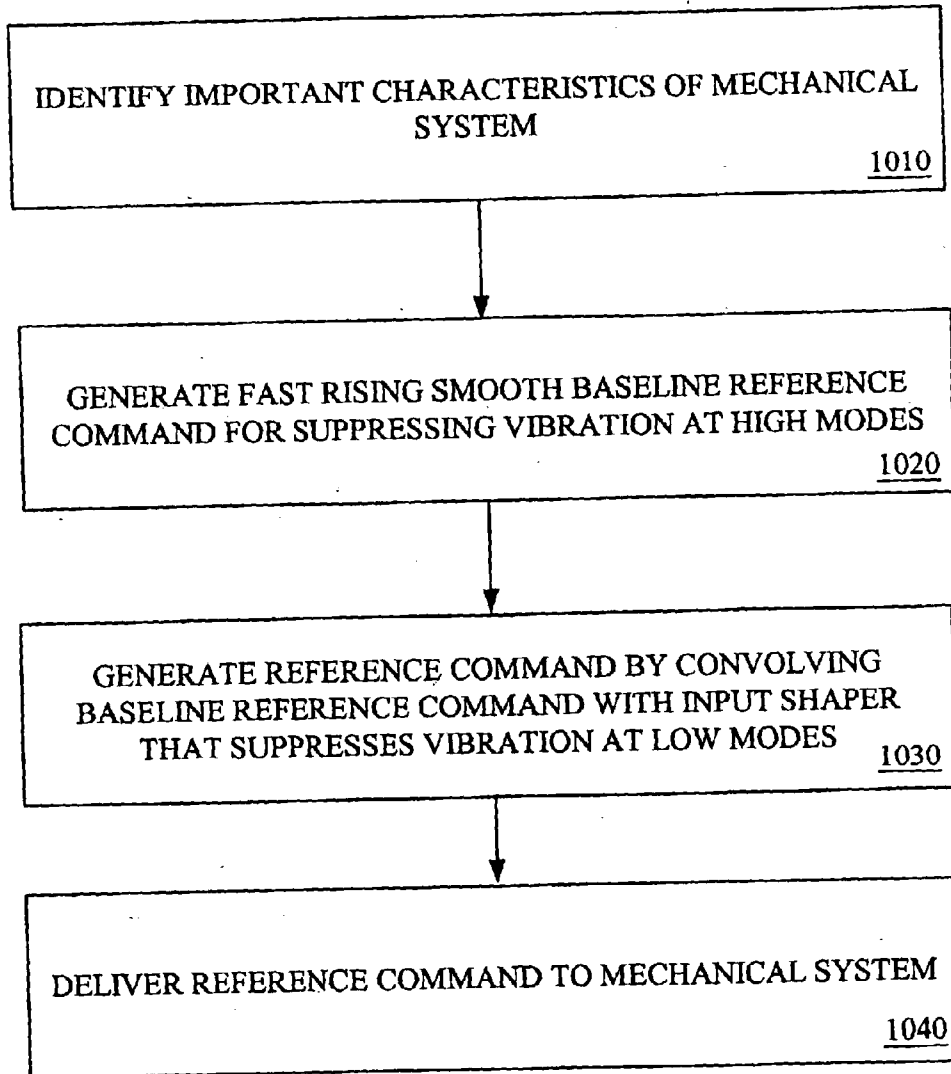 IDENTIFY IMPORTANT CHARACTERISTICS OF MECHANICAL
SYSTEM
1010
GENERATE FAST RISING SMOOTH BASELINE REFERENCE
COMMAND FOR SUPPRESSING VIBRATION AT HIGH MODES
1020
GENERATE REFERENCE COMMAND BY CONVOLVING
BASELINE REFERENCE COMMAND WITH INPUT SHAPER
THAT SUPPRESSES VIBRATION AT LOW MODES
1030
DELIVER REFERENCE COMMAND TO MECHANICAL SYSTEM
1040